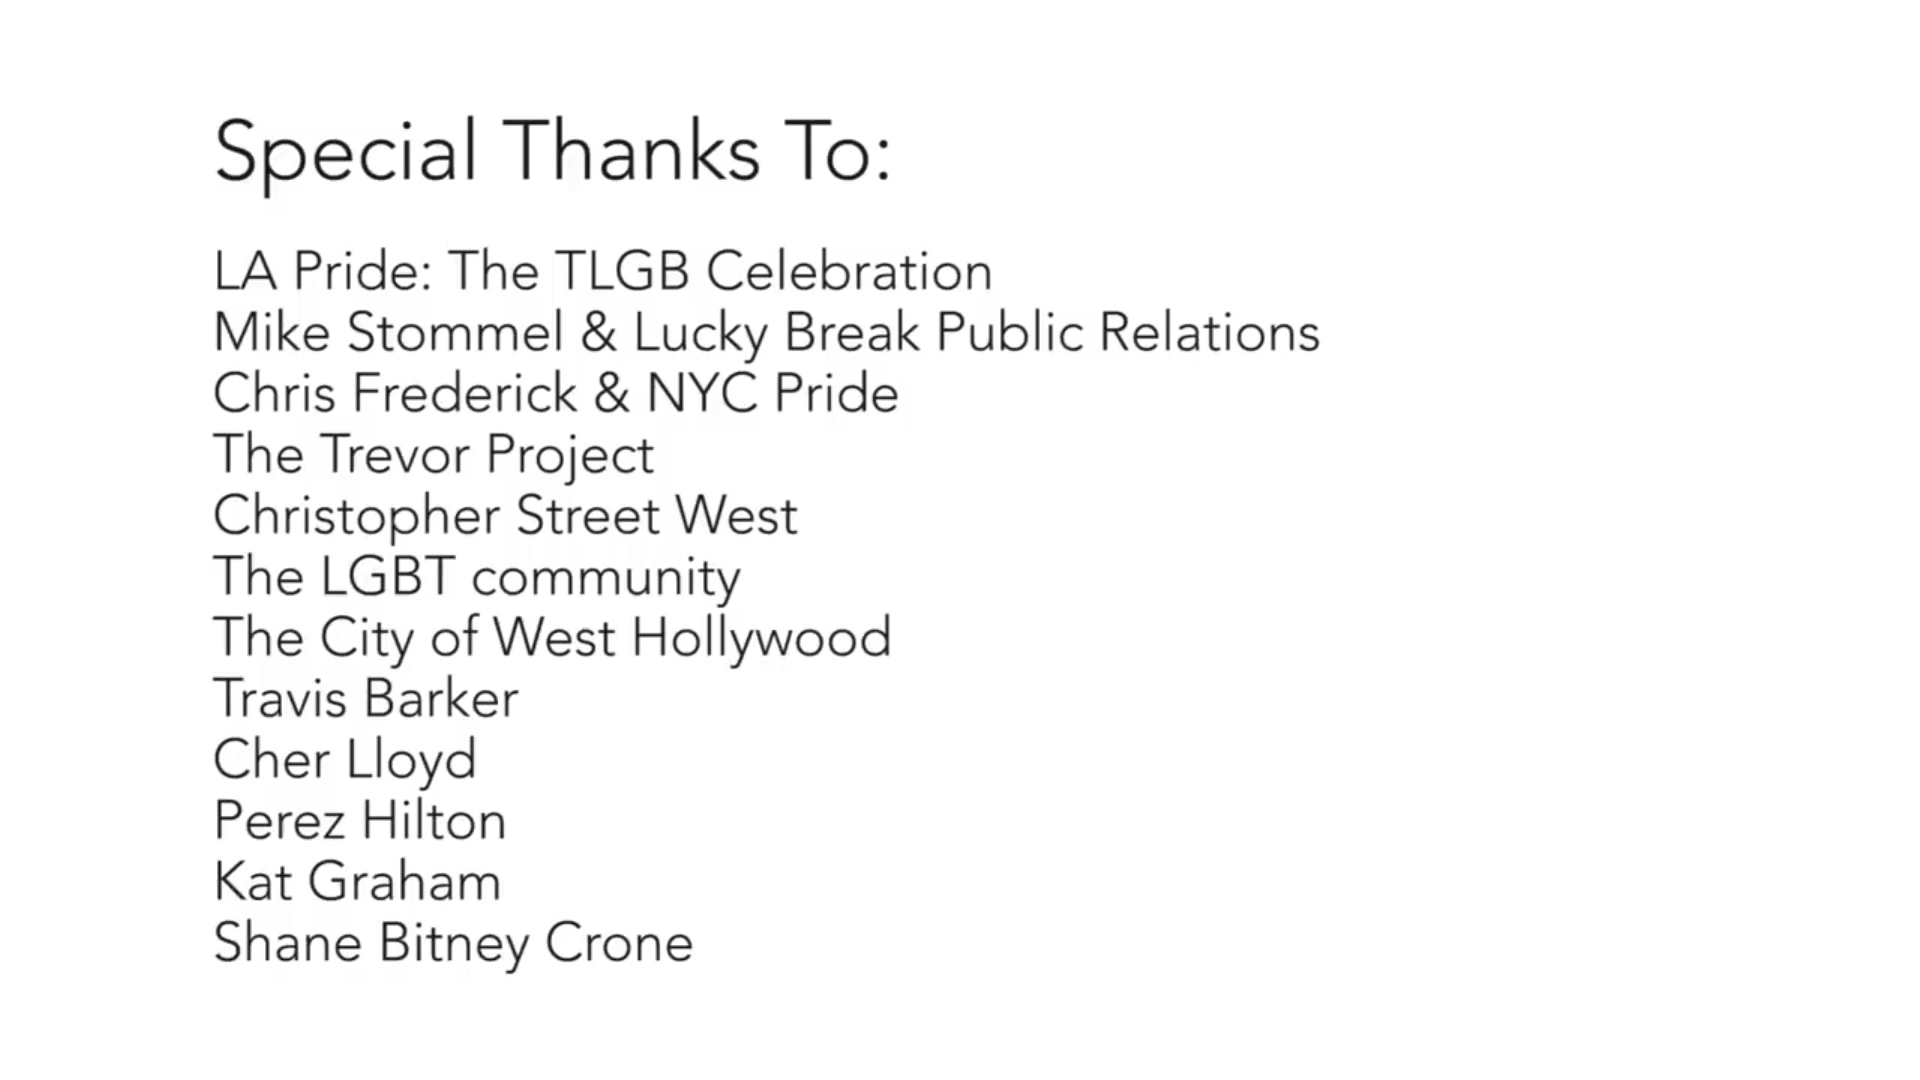 Special Thanks To:
LA Pride: The TLGB Celebration
Mike Stommel & Lucky Break Public Relations
Chris Frederick & NYC Pride
The Trevor Project
Christopher Street West
The LGBT community
The City of West Hollywood
Travis Barker
Cher Lloyd
Perez Hilton
Kat Graham
Shane Bitney Crone